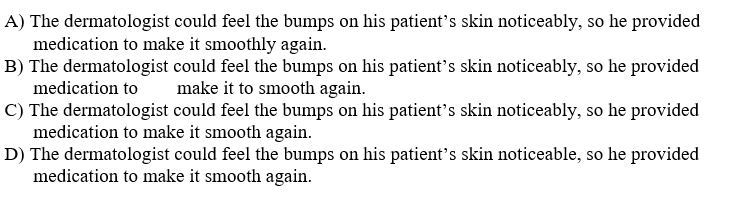 A) The dermatologist could feel the bumps on his patient’s skin noticeably, so he provided
medication to make it smoothly again.
B) The dermatologist could feel the bumps on his patient’s skin noticeably, so he provided
medication to make it to smooth again.
C) The dermatologist could feel the bumps on his patient’s skin noticeably, so he provided
medication to make it smooth again.
D) The dermatologist could feel the bumps on his patient’s skin noticeable, so he provided
medication to make it smooth again.